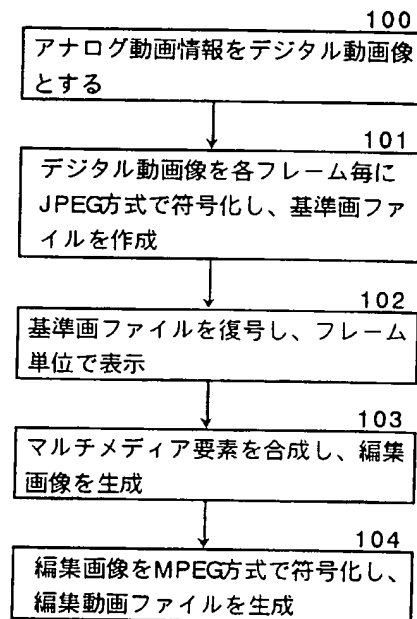 100
アナログ動画情報をデジタル動画像
とする
101
デジタル動画像を各フレーム毎に
JPEG方式で符号化し、基準画ファ
イルを作成
102
基準画ファイルを復号し、フレーム
単位で表示
103
マルチメディア要素を合成し、編集
画像を生成
104
編集画像をMPEG方式で符号化し、
編集動画ファイルを生成